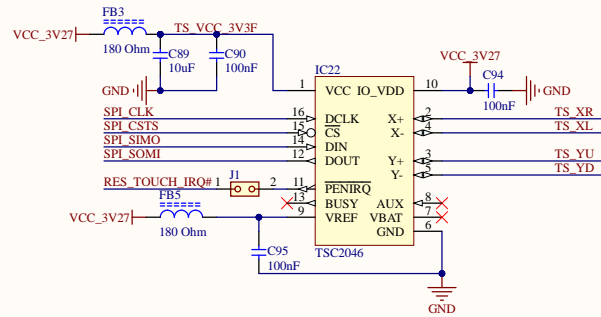 FB3
VCC_3V27
TS_VCC_3V3F
180 Ohm
C89
10uF
C90
100nF
GND
IC22
VCC_3V27
1 VCC IO_VDD 10
C94
100nF
GND
SPI_CLK 16 DCLK X+ 2 TS_XR
SPI_CSTS 15 CS X- 4 TS_XL
SPI_SIMO 14 DIN
SPI_SOMI 12 DOUT Y+ 3 TS_YU
Y- 5 TS_YD
J1
RES_TOUCH_IRQ# 1 2 11 PENIRQ
13 BUSY AUX 8
FB5
VCC_3V27 9 VREF VBAT 7
180 Ohm
GND 6
C95
100nF
TSC2046
GND